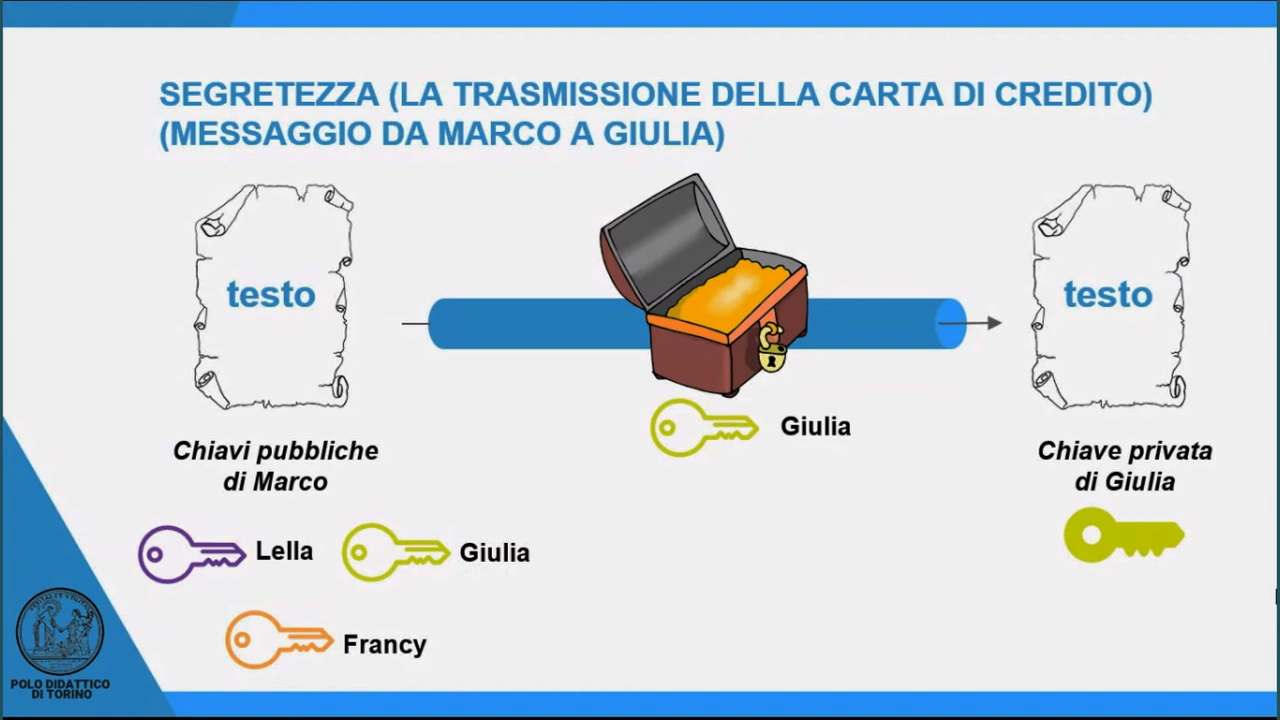 SEGRETEZZA (LA TRASMISSIONE DELLA CARTA DI CREDITO)
(MESSAGGIO DA MARCO A GIULIA)
testo
testo
Giulia
Chiavi pubbliche
di Marco
Chiave privata
di Giulia
Lella
Giulia
Francy
POLO DIDATTICO
DI TORINO